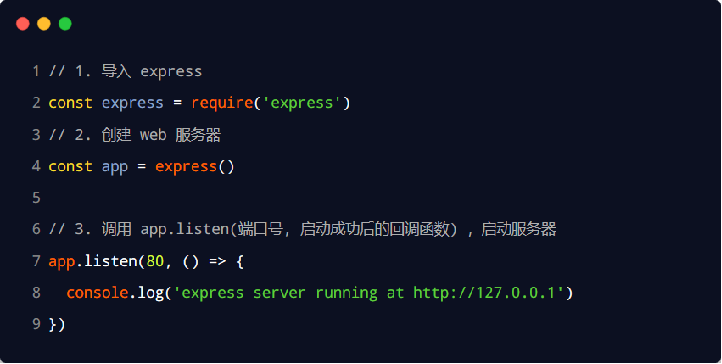 1 // 1. 导入 express
2 const express = require('express')
3 // 2. 创建 web 服务器
4 const app = express()
5
6 // 3. 调用 app.listen(端口号, 启动成功后的回调函数) , 启动服务器
7 app.listen(80, () => {
8   console.log('express server running at http://127.0.0.1')
9 })